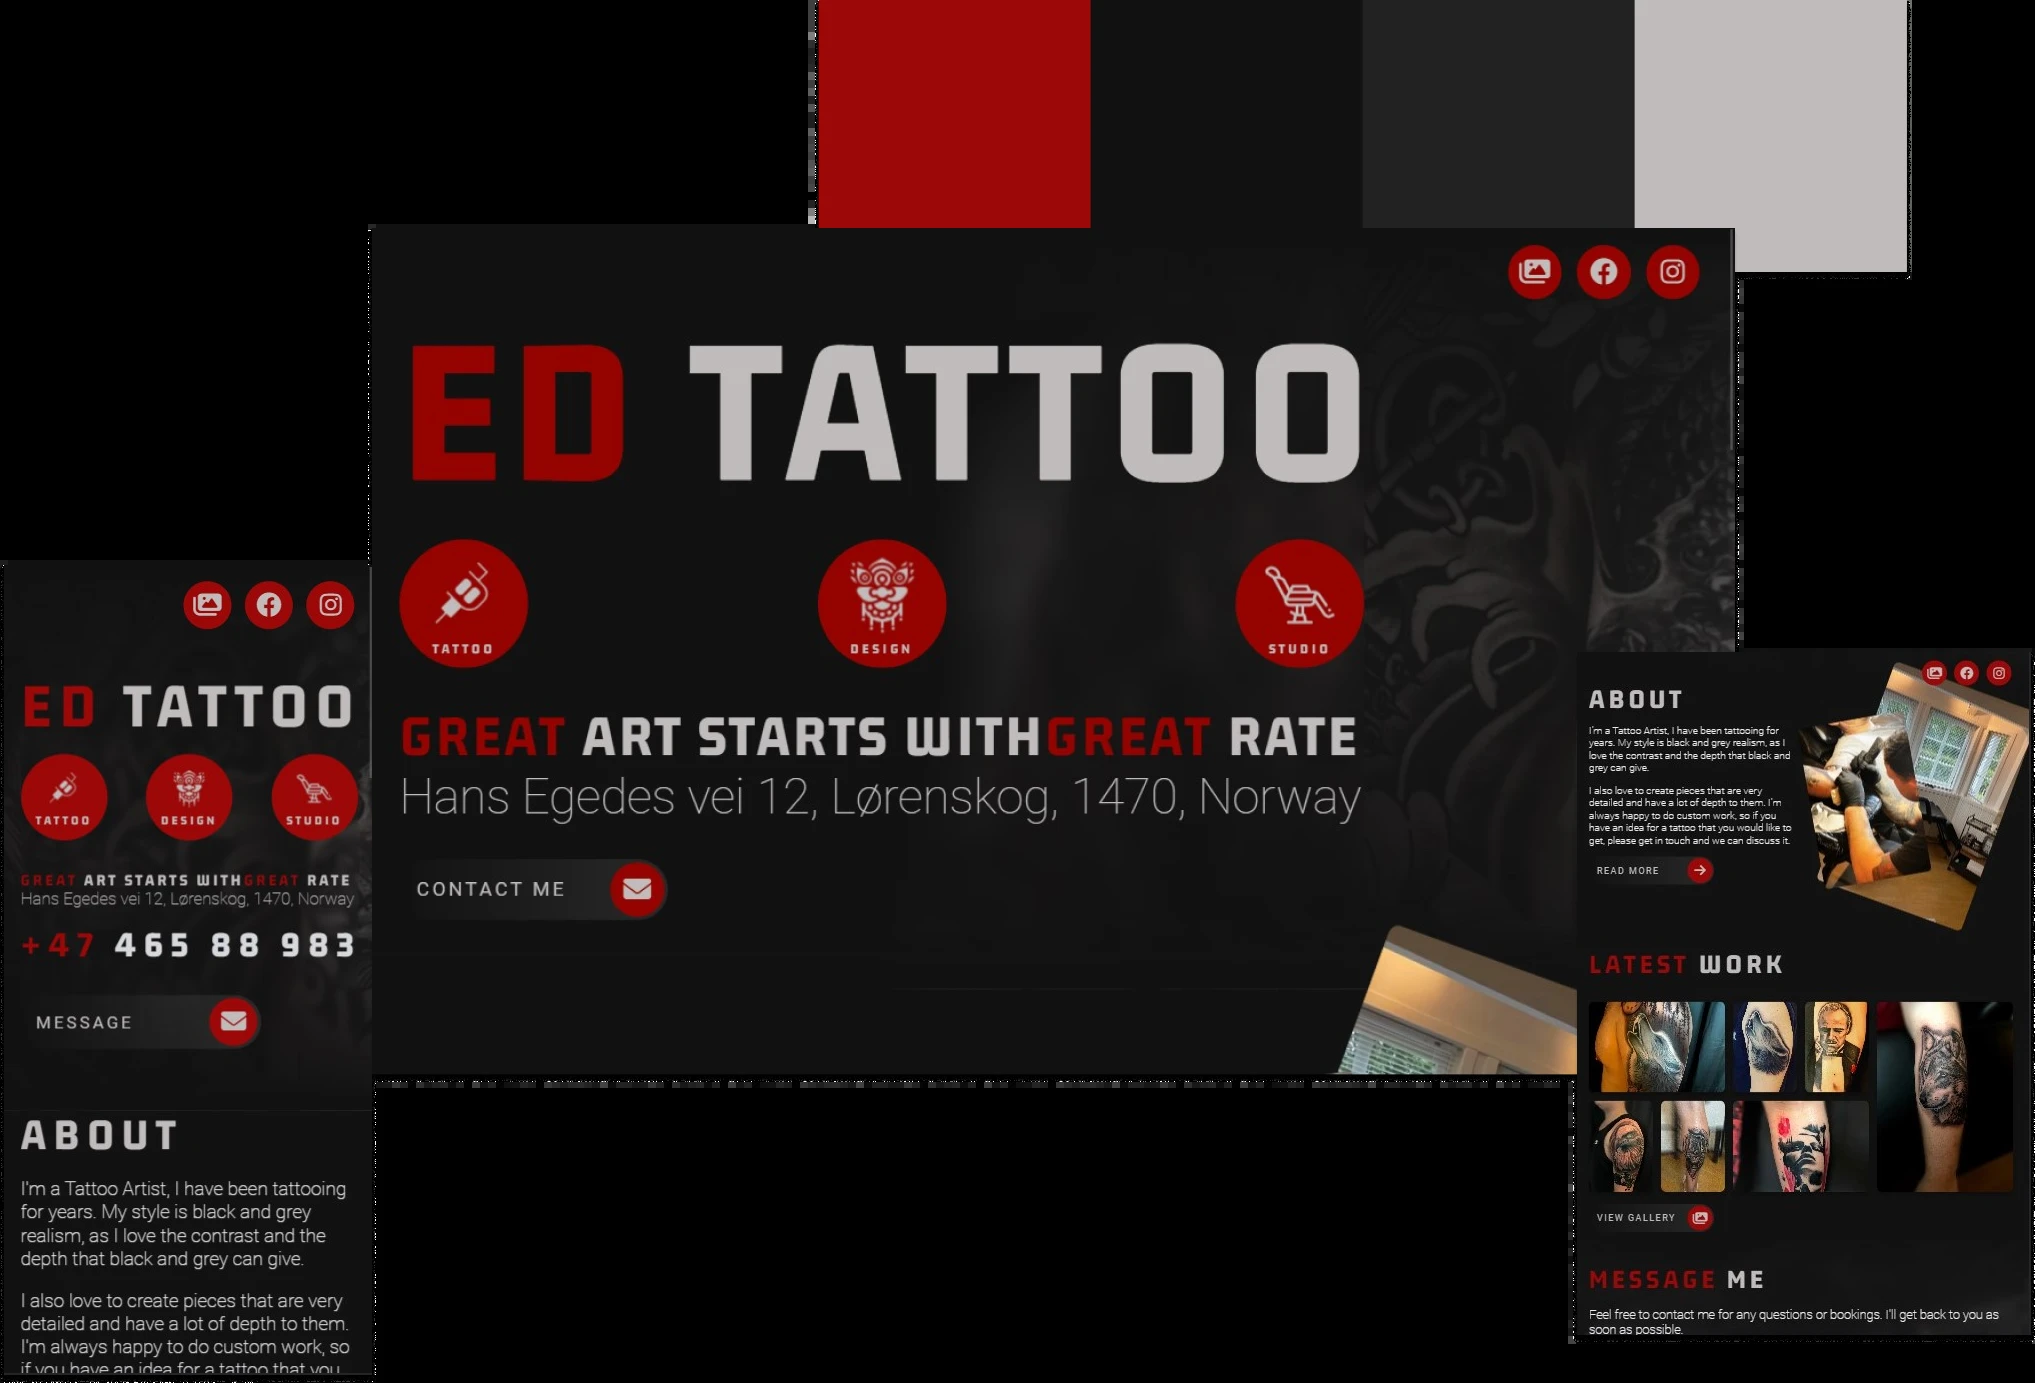 ED TATTOO
TATTOO
DESIGN
STUDIO
GREAT ART STARTS WITHGREAT RATE
Hans Egedes vei 12, Lørenskog, 1470, Norway
CONTACT ME
ED TATTOO
TATTOO
DESIGN
STUDIO
GREAT ART STARTS WITHGREAT RATE
Hans Egedes vei 12, Lørenskog, 1470, Norway
+47 465 88 983
MESSAGE
ABOUT
I'm a Tattoo Artist, I have been tattooing
for years. My style is black and grey
realism, as I love the contrast and the
depth that black and grey can give.
I also love to create pieces that are very
detailed and have a lot of depth to them.
I'm always happy to do custom work, so
if you have an idea for a tattoo that you
ABOUT
I'm a Tattoo Artist, I have been tattooing for
years. My style is black and grey realism, as I
love the contrast and the depth that black and
grey can give.
I also love to create pieces that are very
detailed and have a lot of depth to them. I'm
always happy to do custom work, so if you
have an idea for a tattoo that you would like to
get, please get in touch and we can discuss it.
READ MORE
LATEST WORK
VIEW GALLERY
MESSAGE ME
Feel free to contact me for any questions or bookings. I'll get back to you as
soon as possible.